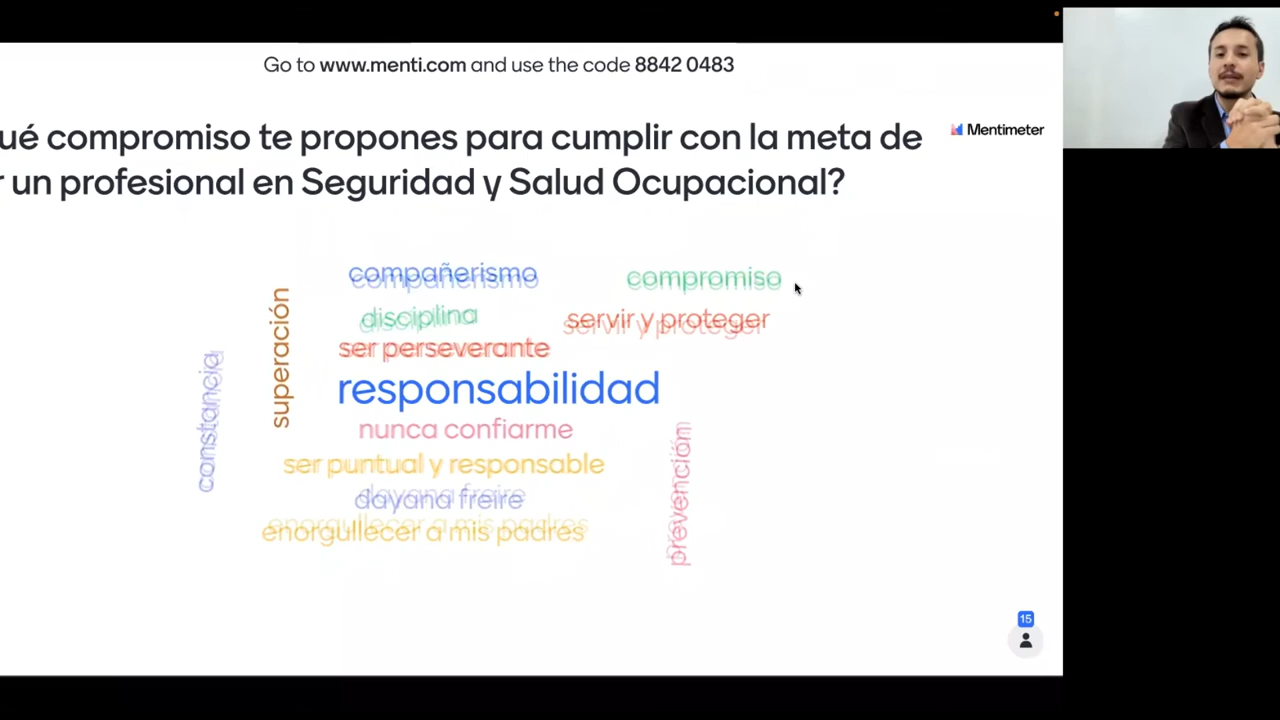 Go to www.menti.com and use the code 8842 0483
ué compromiso te propones para cumplir con la meta de
r un profesional en Seguridad y Salud Ocupacional?
Mentimeter
compañerismo
compromiso
superación
disciplina
servir y proteger
ser perseverante
constancia
responsabilidad
nunca confiarme
prevención
ser puntual y responsable
dayana freire
enorgullecer a mis padres
15